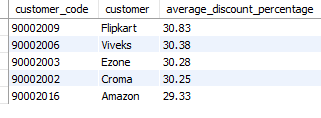 customer_code customer average_discount_percentage
90002009 Flipkart 30.83
90002006 Viveks 30.38
90002003 Ezone 30.28
90002002 Croma 30.25
90002016 Amazon 29.33